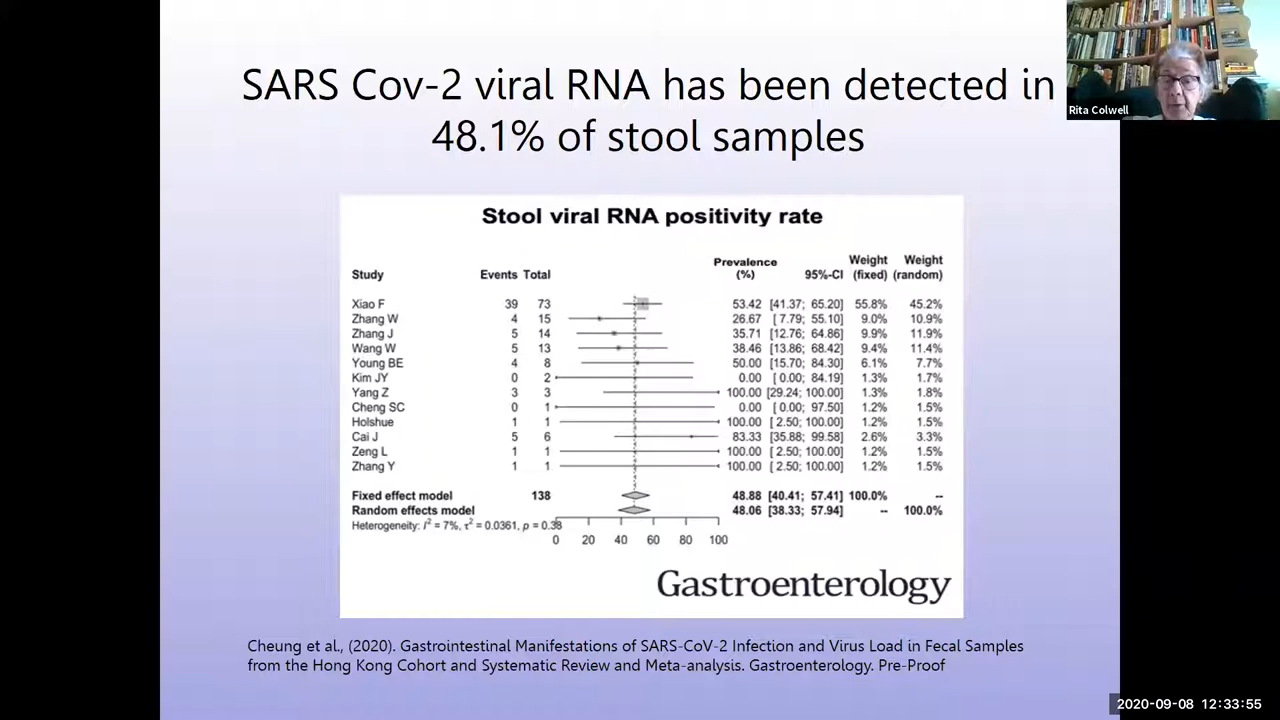 SARS Cov-2 viral RNA has been detected in
48.1% of stool samples
Rita Colwell
Stool viral RNA positivity rate
Study Events Total Prevalence (%) 95%-CI Weight (fixed) Weight (random)
Xiao F 39 73 53.42 [41.37; 65.20] 55.8% 45.2%
Zhang W 4 15 26.67 [ 7.79; 55.10] 9.0% 10.9%
Zhang J 5 14 35.71 [12.76; 64.86] 9.9% 11.9%
Wang W 5 13 38.46 [13.86; 68.42] 9.4% 11.4%
Young BE 4 8 50.00 [15.70; 84.30] 6.1% 7.7%
Kim JY 0 2 0.00 [ 0.00; 84.19] 1.3% 1.7%
Yang Z 3 3 100.00 [29.24; 100.00] 1.3% 1.8%
Cheng SC 0 1 0.00 [ 0.00; 97.50] 1.2% 1.5%
Holshue 1 1 100.00 [ 2.50; 100.00] 1.2% 1.5%
Cai J 5 6 83.33 [35.88; 99.58] 2.6% 3.3%
Zeng L 1 1 100.00 [ 2.50; 100.00] 1.2% 1.5%
Zhang Y 1 1 100.00 [ 2.50; 100.00] 1.2% 1.5%
Fixed effect model 138 48.88 [40.41; 57.41] 100.0% --
Random effects model 48.06 [38.33; 57.94] -- 100.0%
Heterogeneity: I² = 7%, τ² = 0.0361, p = 0.38
0 20 40 60 80 100
Gastroenterology
Cheung et al., (2020). Gastrointestinal Manifestations of SARS-CoV-2 Infection and Virus Load in Fecal Samples
from the Hong Kong Cohort and Systematic Review and Meta-analysis. Gastroenterology. Pre-Proof
2020-09-08 12:33:55